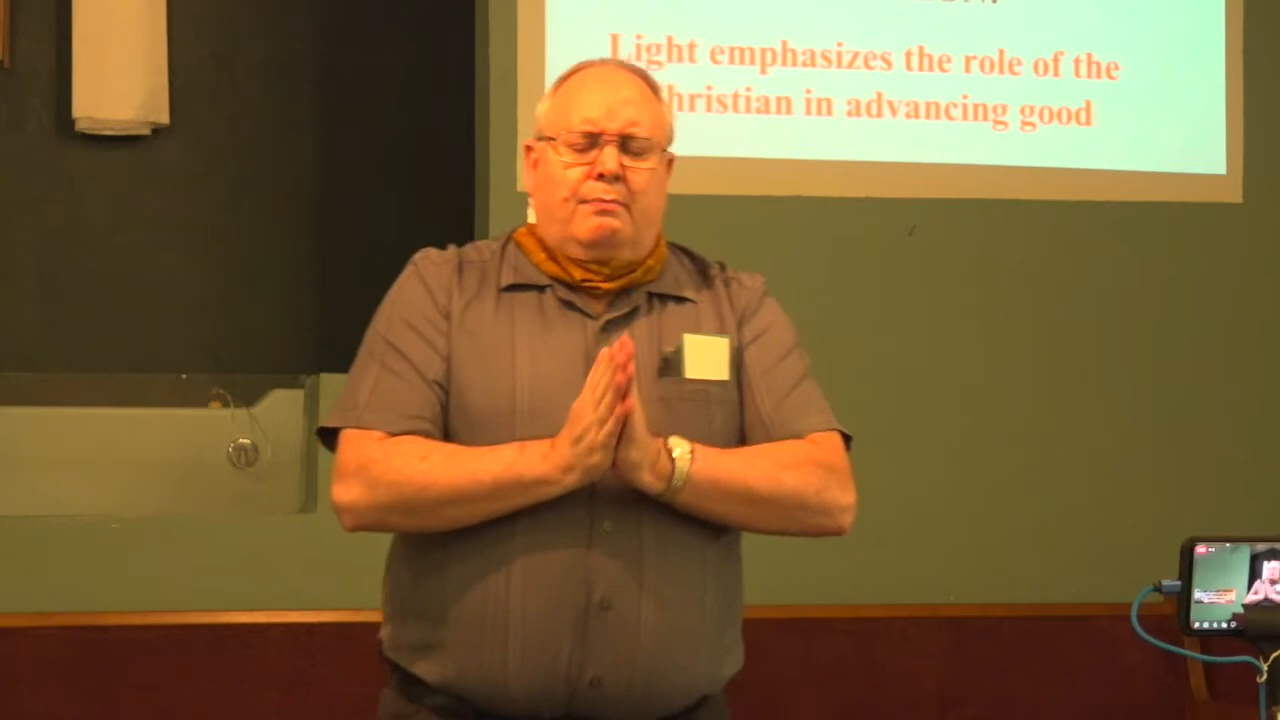 Light emphasizes the role of the
hristian in advancing good